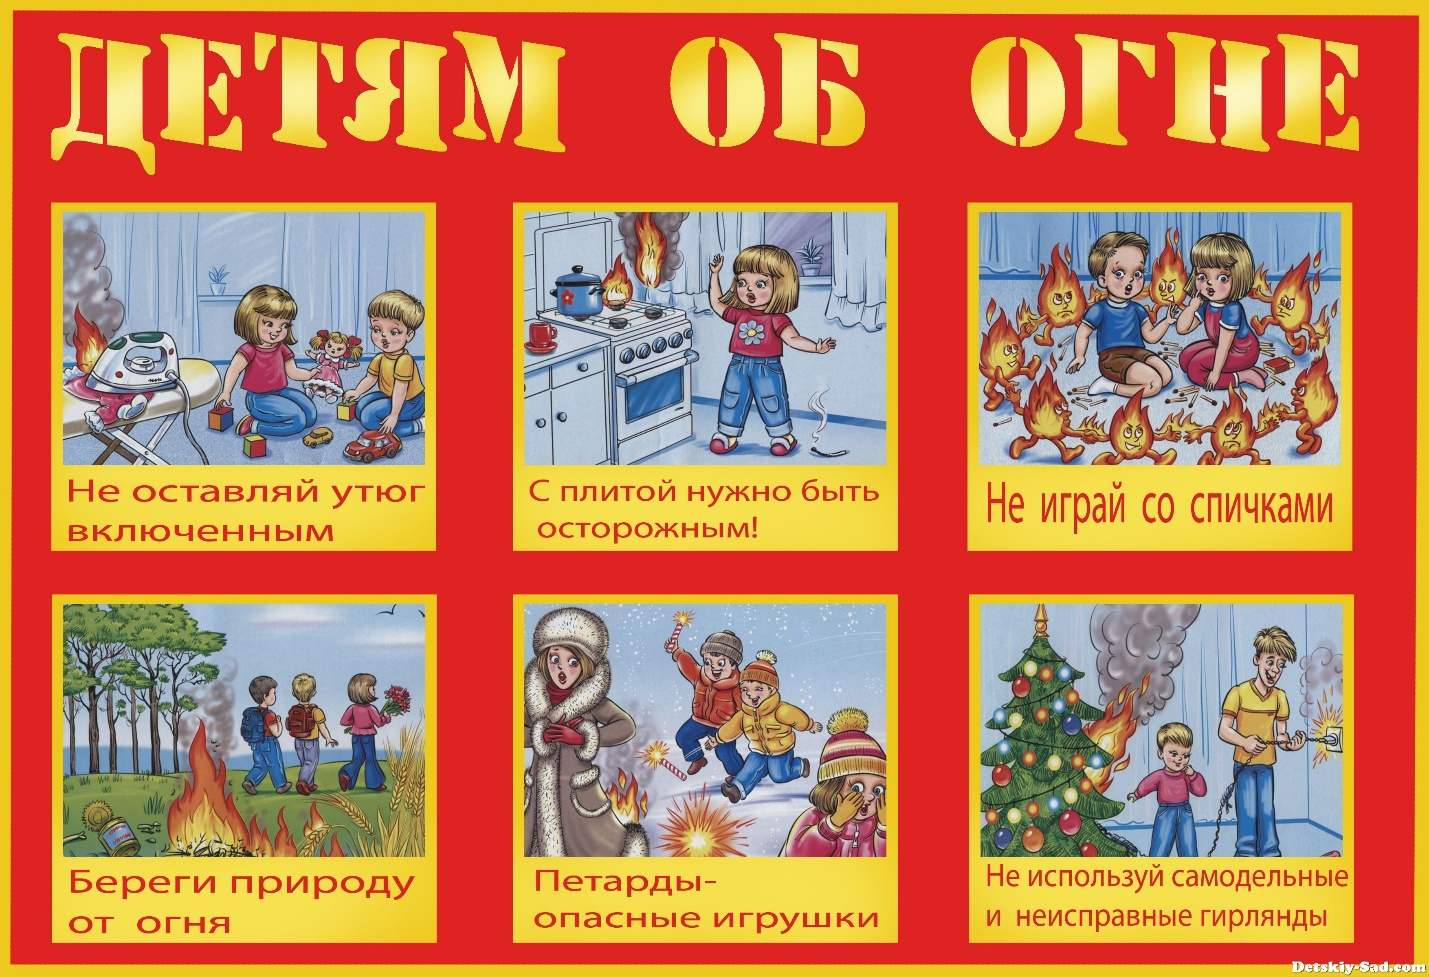 ДЕТЯМ ОБ ОГНЕ
Не оставляй утюг
включенным
С плитой нужно быть
осторожным!
Не играй со спичками
Береги природу
от огня
Петарды-
опасные игрушки
Не используй самодельные
и неисправные гирлянды
Detskiy-Sad.com